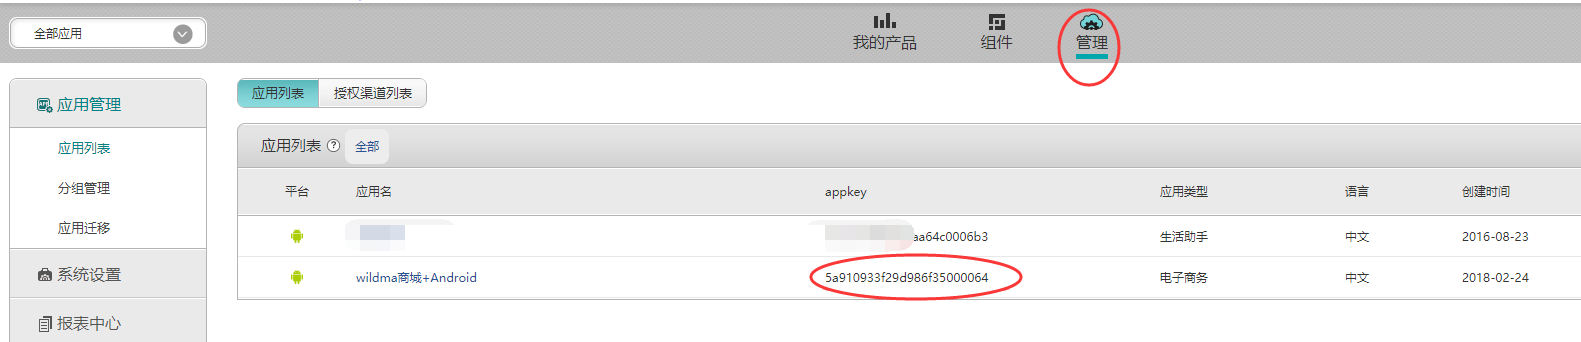 全部应用
我的产品 组件 管理
应用管理
应用列表
分组管理
应用迁移
系统设置
报表中心
应用列表 授权渠道列表
应用列表 ? 全部
平台 应用名 appkey 应用类型 语言 创建时间
aa64c0006b3 生活助手 中文 2016-08-23
wildma商城+Android 5a910933f29d986f35000064 电子商务 中文 2018-02-24